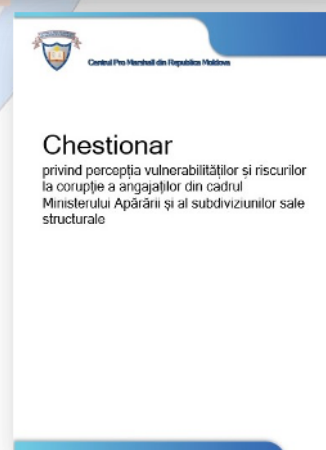 Centrul Pro Marshall din Republica Moldova
Chestionar
privind percepția vulnerabilităților și riscurilor
la corupție a angajaților din cadrul
Ministerului Apărării și al subdiviziunilor sale
structurale